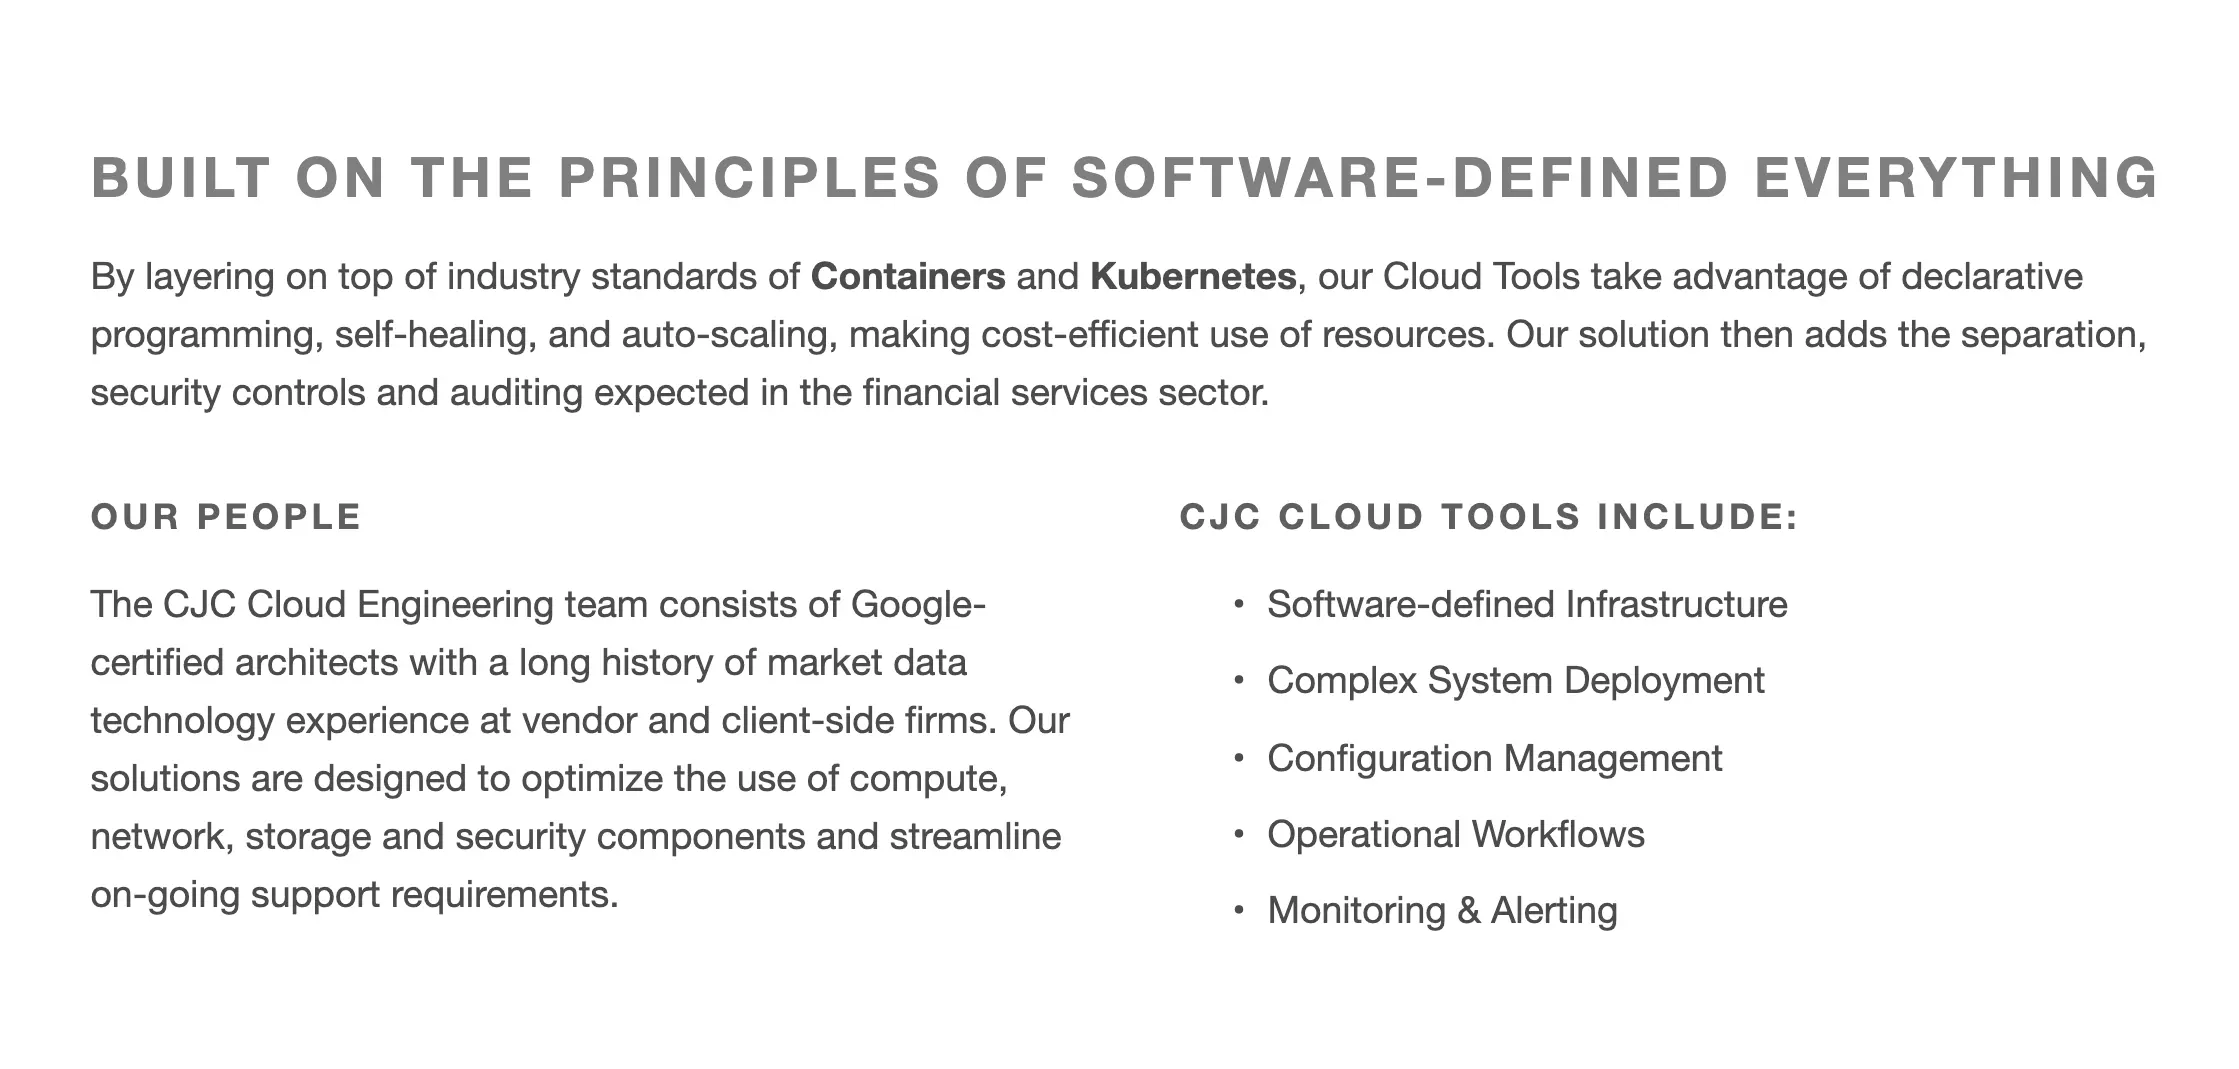 BUILT ON THE PRINCIPLES OF SOFTWARE-DEFINED EVERYTHING
By layering on top of industry standards of Containers and Kubernetes, our Cloud Tools take advantage of declarative
programming, self-healing, and auto-scaling, making cost-efficient use of resources. Our solution then adds the separation,
security controls and auditing expected in the financial services sector.
OUR PEOPLE
The CJC Cloud Engineering team consists of Google-
certified architects with a long history of market data
technology experience at vendor and client-side firms. Our
solutions are designed to optimize the use of compute,
network, storage and security components and streamline
on-going support requirements.
CJC CLOUD TOOLS INCLUDE:
• Software-defined Infrastructure
• Complex System Deployment
• Configuration Management
• Operational Workflows
• Monitoring & Alerting